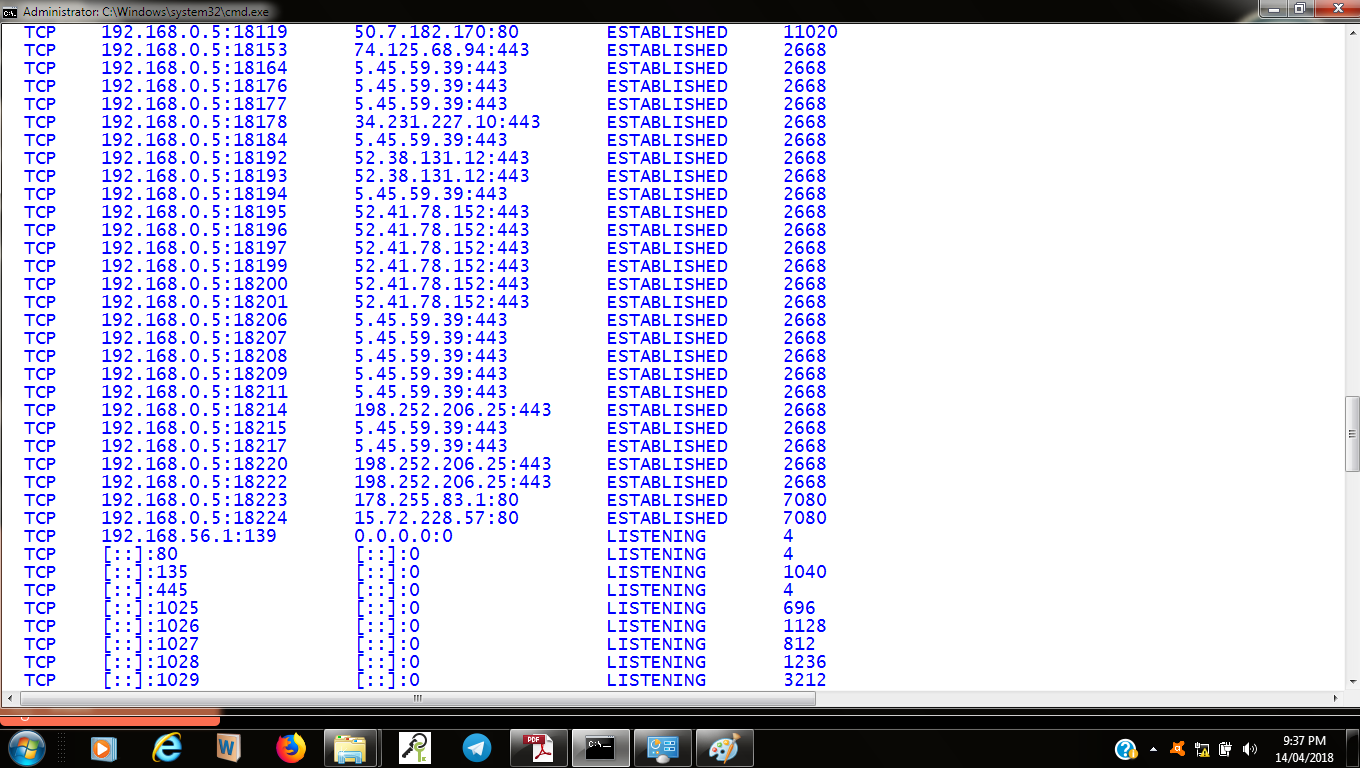 Administrator: C:\Windows\system32\cmd.exe
TCP 192.168.0.5:18119 50.7.182.170:80 ESTABLISHED 11020
TCP 192.168.0.5:18153 74.125.68.94:443 ESTABLISHED 2668
TCP 192.168.0.5:18164 5.45.59.39:443 ESTABLISHED 2668
TCP 192.168.0.5:18176 5.45.59.39:443 ESTABLISHED 2668
TCP 192.168.0.5:18177 5.45.59.39:443 ESTABLISHED 2668
TCP 192.168.0.5:18178 34.231.227.10:443 ESTABLISHED 2668
TCP 192.168.0.5:18184 5.45.59.39:443 ESTABLISHED 2668
TCP 192.168.0.5:18192 52.38.131.12:443 ESTABLISHED 2668
TCP 192.168.0.5:18193 52.38.131.12:443 ESTABLISHED 2668
TCP 192.168.0.5:18194 5.45.59.39:443 ESTABLISHED 2668
TCP 192.168.0.5:18195 52.41.78.152:443 ESTABLISHED 2668
TCP 192.168.0.5:18196 52.41.78.152:443 ESTABLISHED 2668
TCP 192.168.0.5:18197 52.41.78.152:443 ESTABLISHED 2668
TCP 192.168.0.5:18199 52.41.78.152:443 ESTABLISHED 2668
TCP 192.168.0.5:18200 52.41.78.152:443 ESTABLISHED 2668
TCP 192.168.0.5:18201 52.41.78.152:443 ESTABLISHED 2668
TCP 192.168.0.5:18206 5.45.59.39:443 ESTABLISHED 2668
TCP 192.168.0.5:18207 5.45.59.39:443 ESTABLISHED 2668
TCP 192.168.0.5:18208 5.45.59.39:443 ESTABLISHED 2668
TCP 192.168.0.5:18209 5.45.59.39:443 ESTABLISHED 2668
TCP 192.168.0.5:18211 5.45.59.39:443 ESTABLISHED 2668
TCP 192.168.0.5:18214 198.252.206.25:443 ESTABLISHED 2668
TCP 192.168.0.5:18215 5.45.59.39:443 ESTABLISHED 2668
TCP 192.168.0.5:18217 5.45.59.39:443 ESTABLISHED 2668
TCP 192.168.0.5:18220 198.252.206.25:443 ESTABLISHED 2668
TCP 192.168.0.5:18222 198.252.206.25:443 ESTABLISHED 2668
TCP 192.168.0.5:18223 178.255.83.1:80 ESTABLISHED 7080
TCP 192.168.0.5:18224 15.72.228.57:80 ESTABLISHED 7080
TCP 192.168.56.1:139 0.0.0.0:0 LISTENING 4
TCP [::]:80 [::]:0 LISTENING 4
TCP [::]:135 [::]:0 LISTENING 1040
TCP [::]:445 [::]:0 LISTENING 4
TCP [::]:1025 [::]:0 LISTENING 696
TCP [::]:1026 [::]:0 LISTENING 1128
TCP [::]:1027 [::]:0 LISTENING 812
TCP [::]:1028 [::]:0 LISTENING 1236
TCP [::]:1029 [::]:0 LISTENING 3212
PDF
9:37 PM
14/04/2018